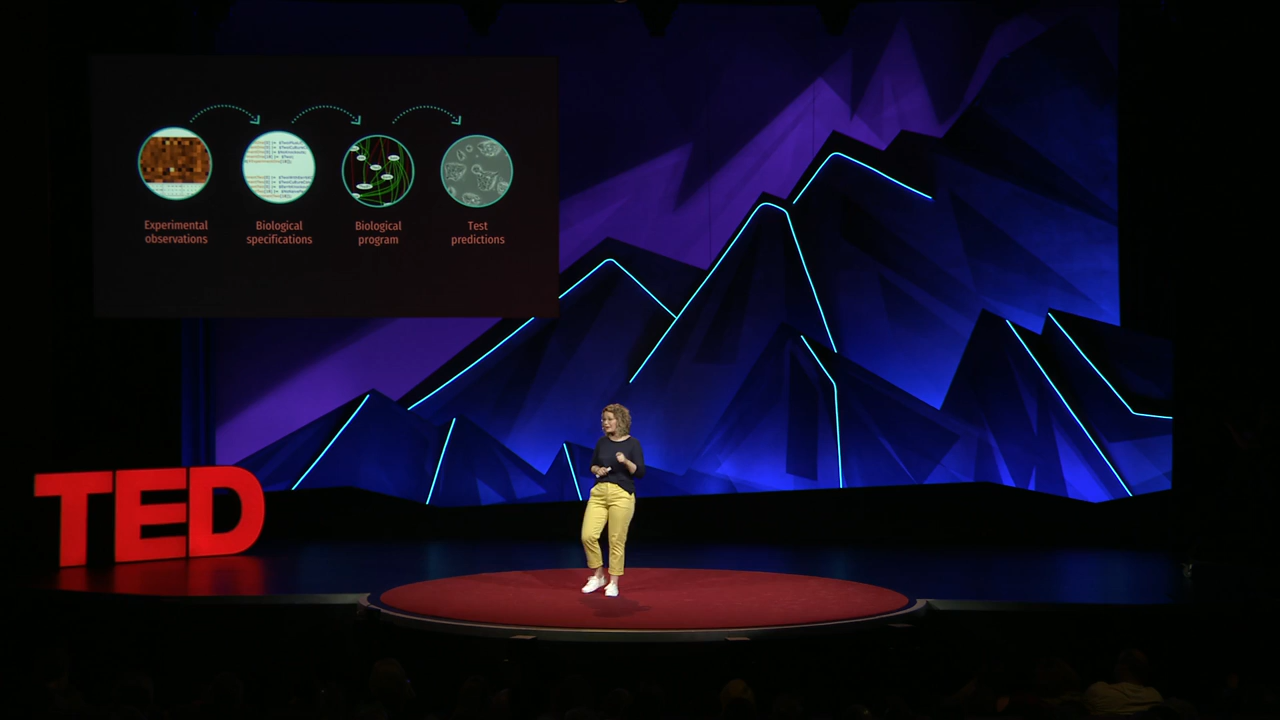 Experimental
observations
Biological
specifications
Biological
program
Test
predictions
TED